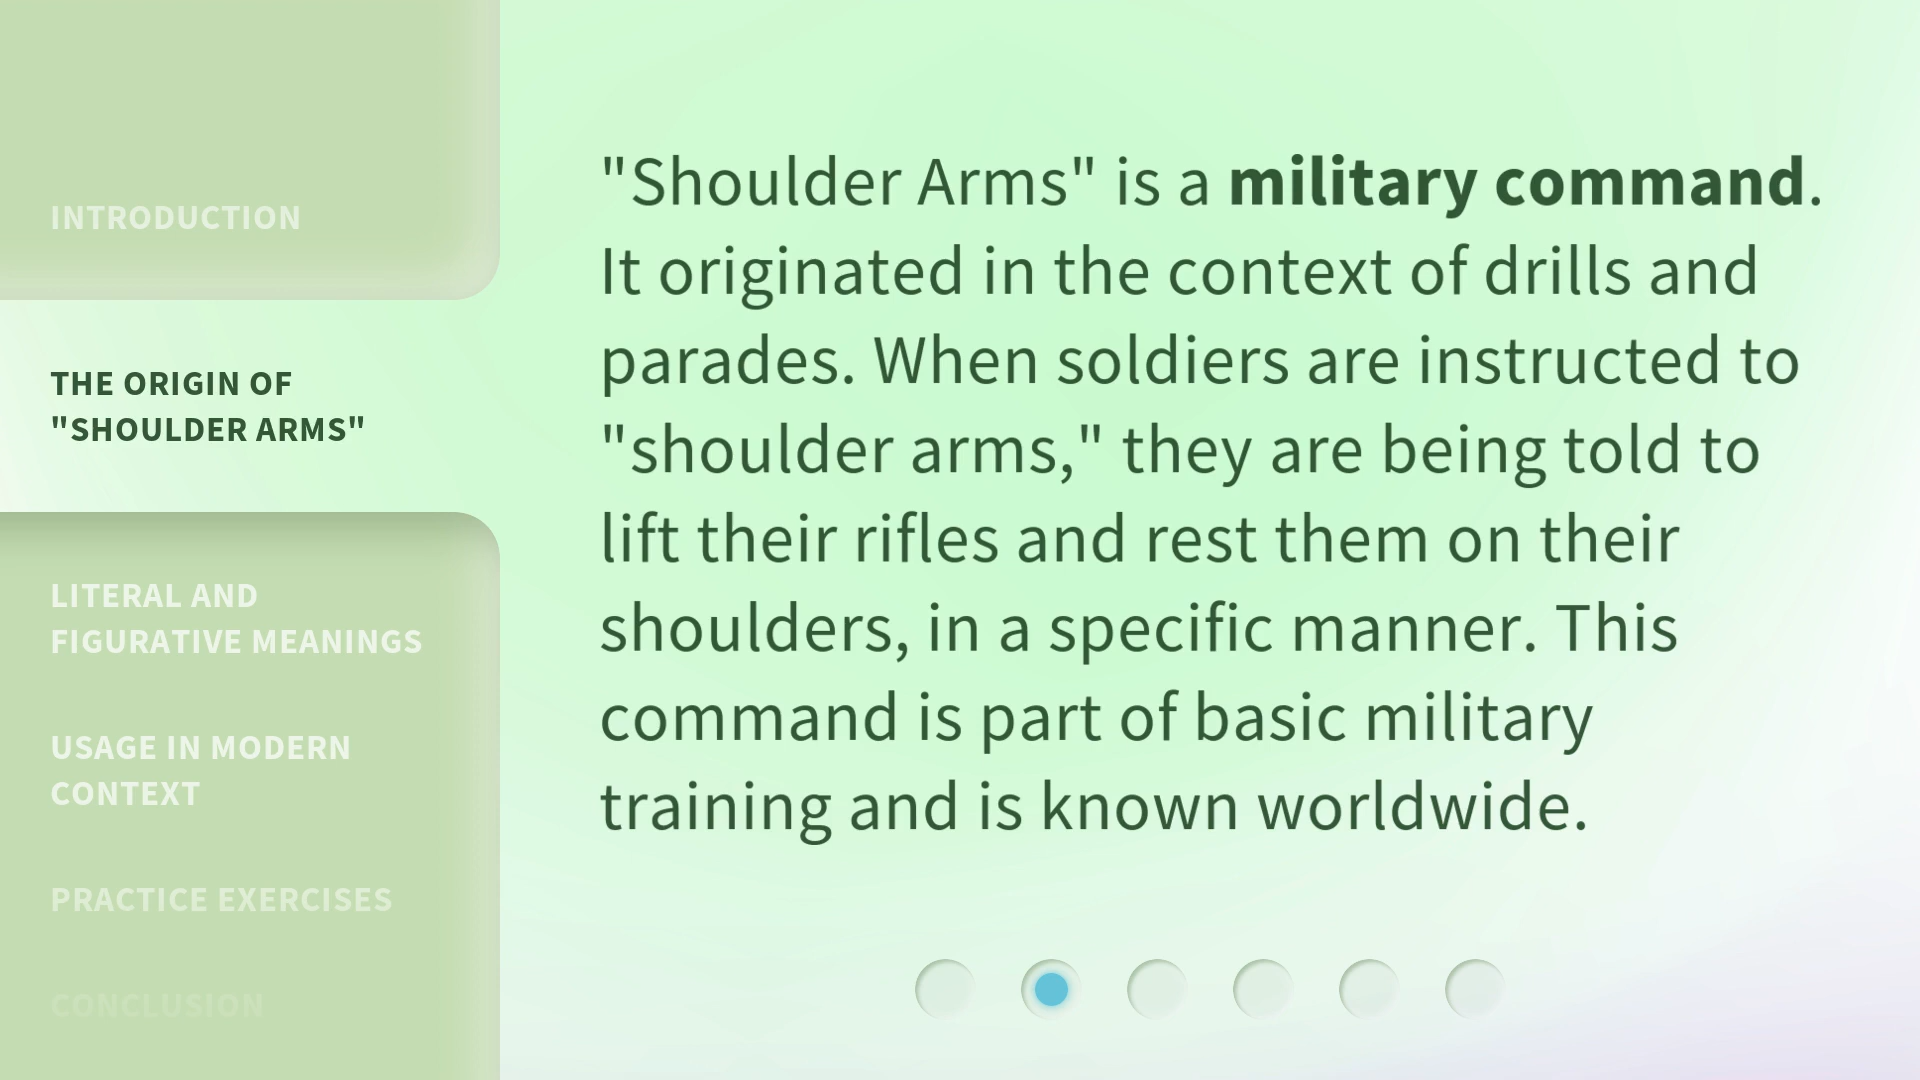 INTRODUCTION
THE ORIGIN OF
"SHOULDER ARMS"
LITERAL AND
FIGURATIVE MEANINGS
USAGE IN MODERN
CONTEXT
PRACTICE EXERCISES
CONCLUSION
"Shoulder Arms" is a military command.
It originated in the context of drills and
parades. When soldiers are instructed to
"shoulder arms," they are being told to
lift their rifles and rest them on their
shoulders, in a specific manner. This
command is part of basic military
training and is known worldwide.